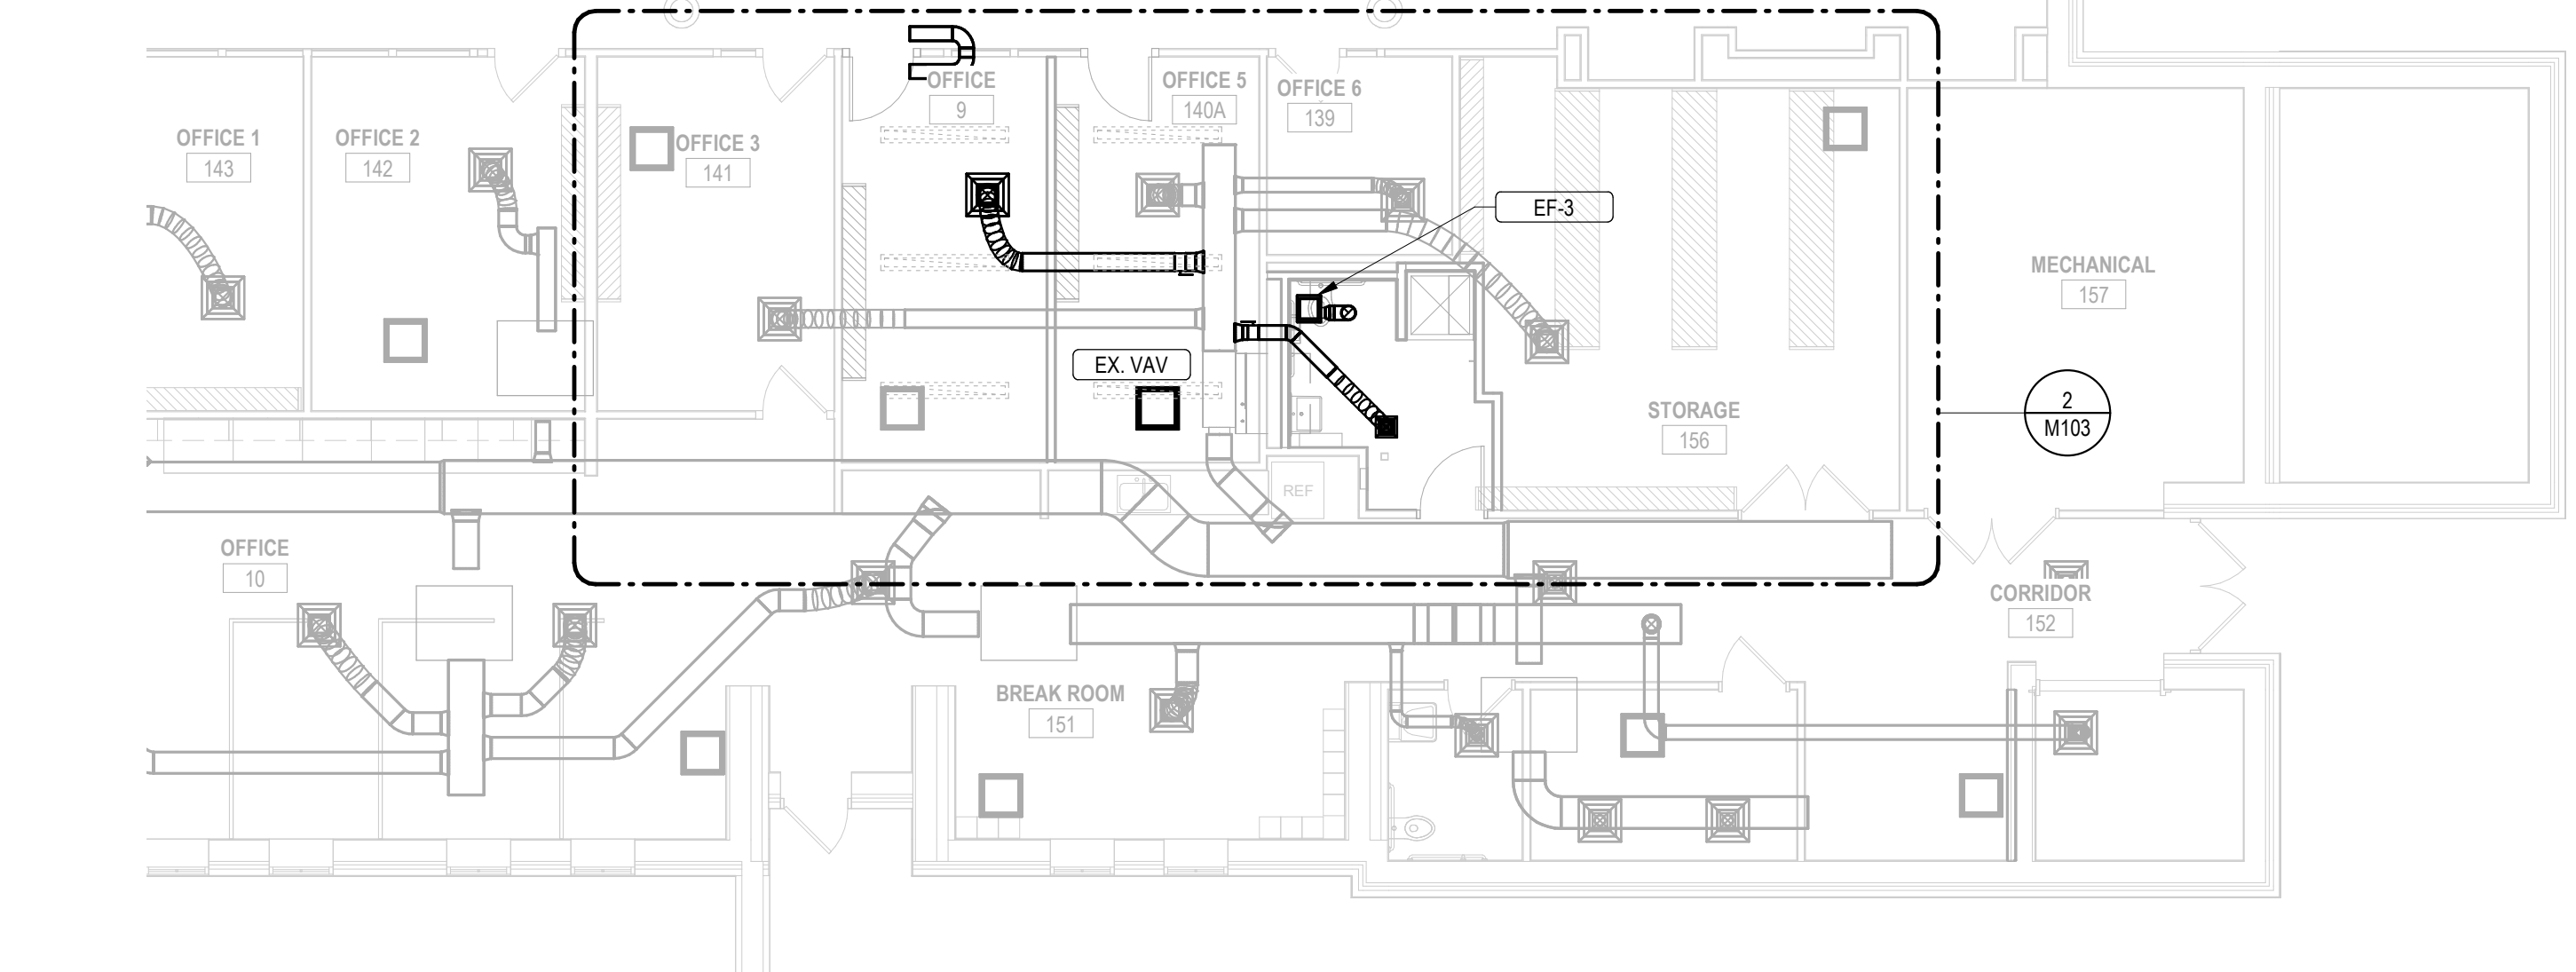 OFFICE 1
143
OFFICE 2
142
OFFICE 3
141
OFFICE
9
OFFICE 5
140A
OFFICE 6
139
EF-3
EX. VAV
MECHANICAL
157
STORAGE
156
2
M103
REF
OFFICE
10
BREAK ROOM
151
CORRIDOR
152